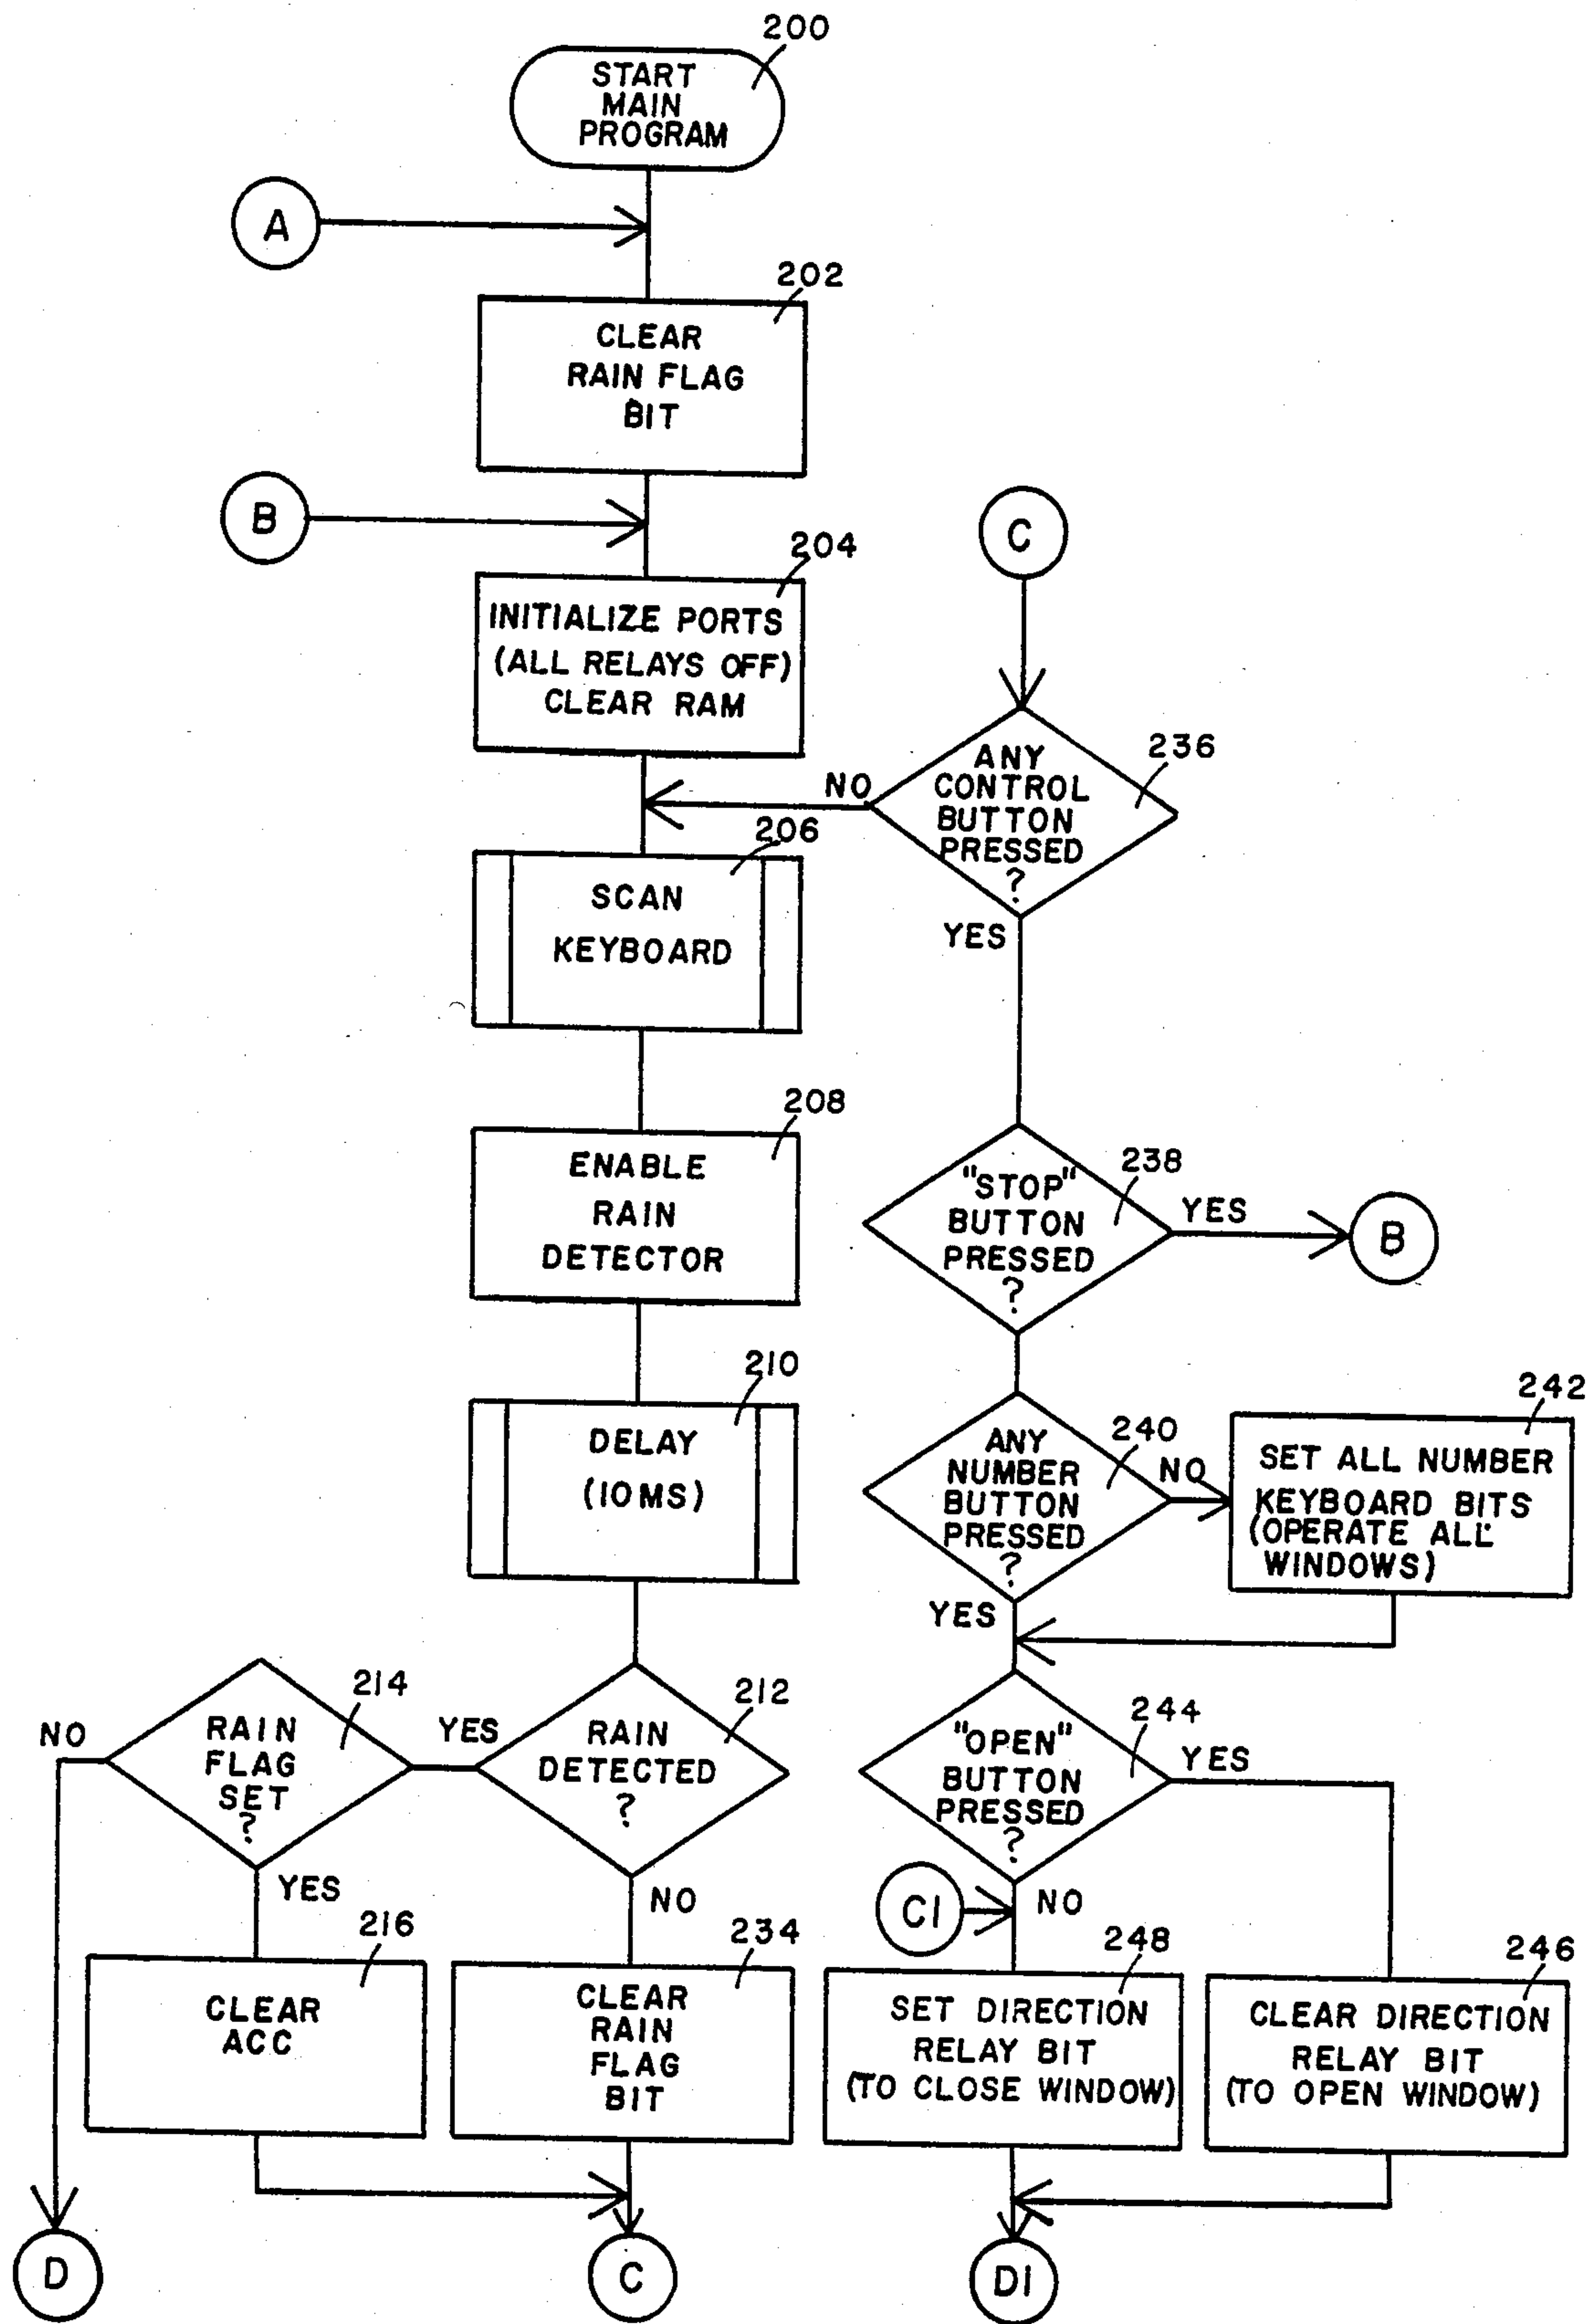 200
START
MAIN
PROGRAM
A
202
CLEAR
RAIN FLAG
BIT
B
204
INITIALIZE PORTS
(ALL RELAYS OFF)
CLEAR RAM
206
SCAN
KEYBOARD
208
ENABLE
RAIN
DETECTOR
210
DELAY
(10MS)
212
RAIN
DETECTED
?
YES
NO
214
RAIN
FLAG
SET
?
NO
YES
216
CLEAR
ACC
234
CLEAR
RAIN
FLAG
BIT
D
C
C
236
ANY
CONTROL
BUTTON
PRESSED
?
NO
YES
238
"STOP"
BUTTON
PRESSED
?
YES
B
240
ANY
NUMBER
BUTTON
PRESSED
?
NO
YES
242
SET ALL NUMBER
KEYBOARD BITS
(OPERATE ALL
WINDOWS)
244
"OPEN"
BUTTON
PRESSED
?
YES
NO
C1
248
SET DIRECTION
RELAY BIT
(TO CLOSE WINDOW)
246
CLEAR DIRECTION
RELAY BIT
(TO OPEN WINDOW)
D1